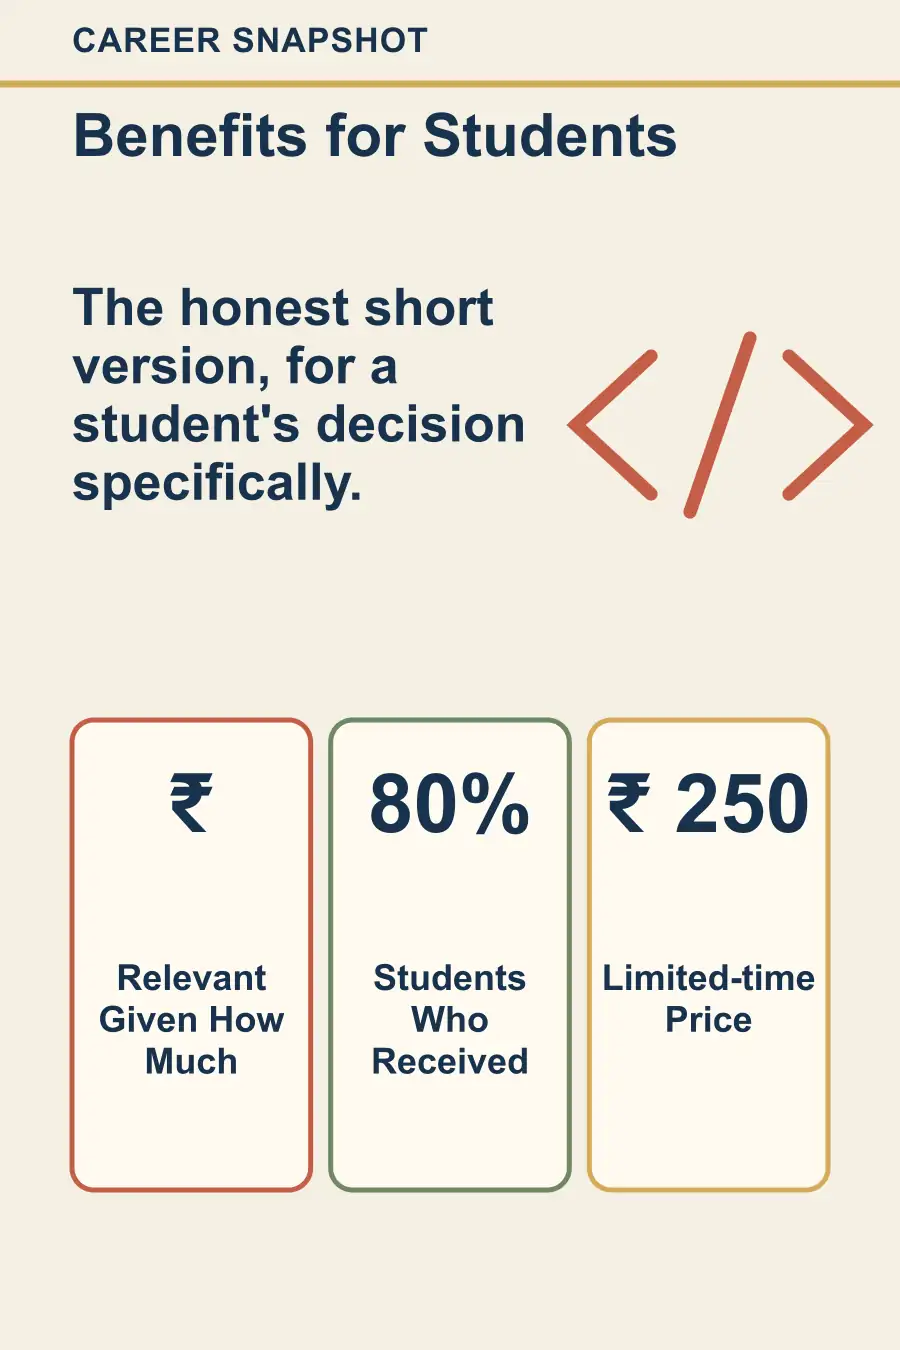 CAREER SNAPSHOT
Benefits for Students
The honest short
version, for a
student's decision
specifically.
</>
₹
Relevant
Given How
Much
80%
Students
Who
Received
₹ 250
Limited-time
Price